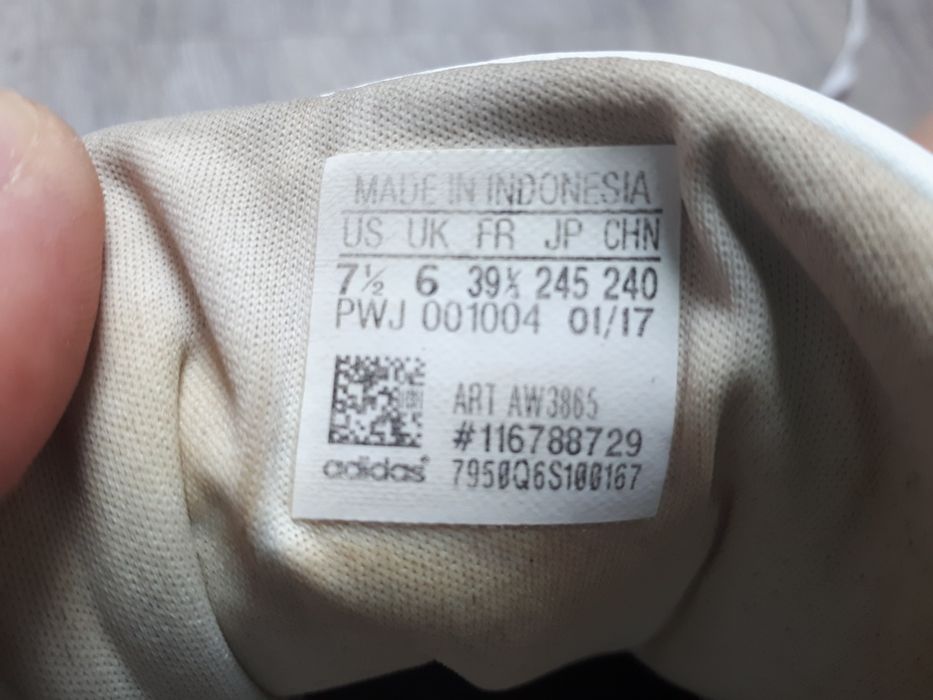 MADE IN INDONESIA
US UK FR JP CHN
7½ 6 39⅓ 245 240
PWJ 001004 01/17
ART AW3865
#116788729
7950Q6S100167
adidas